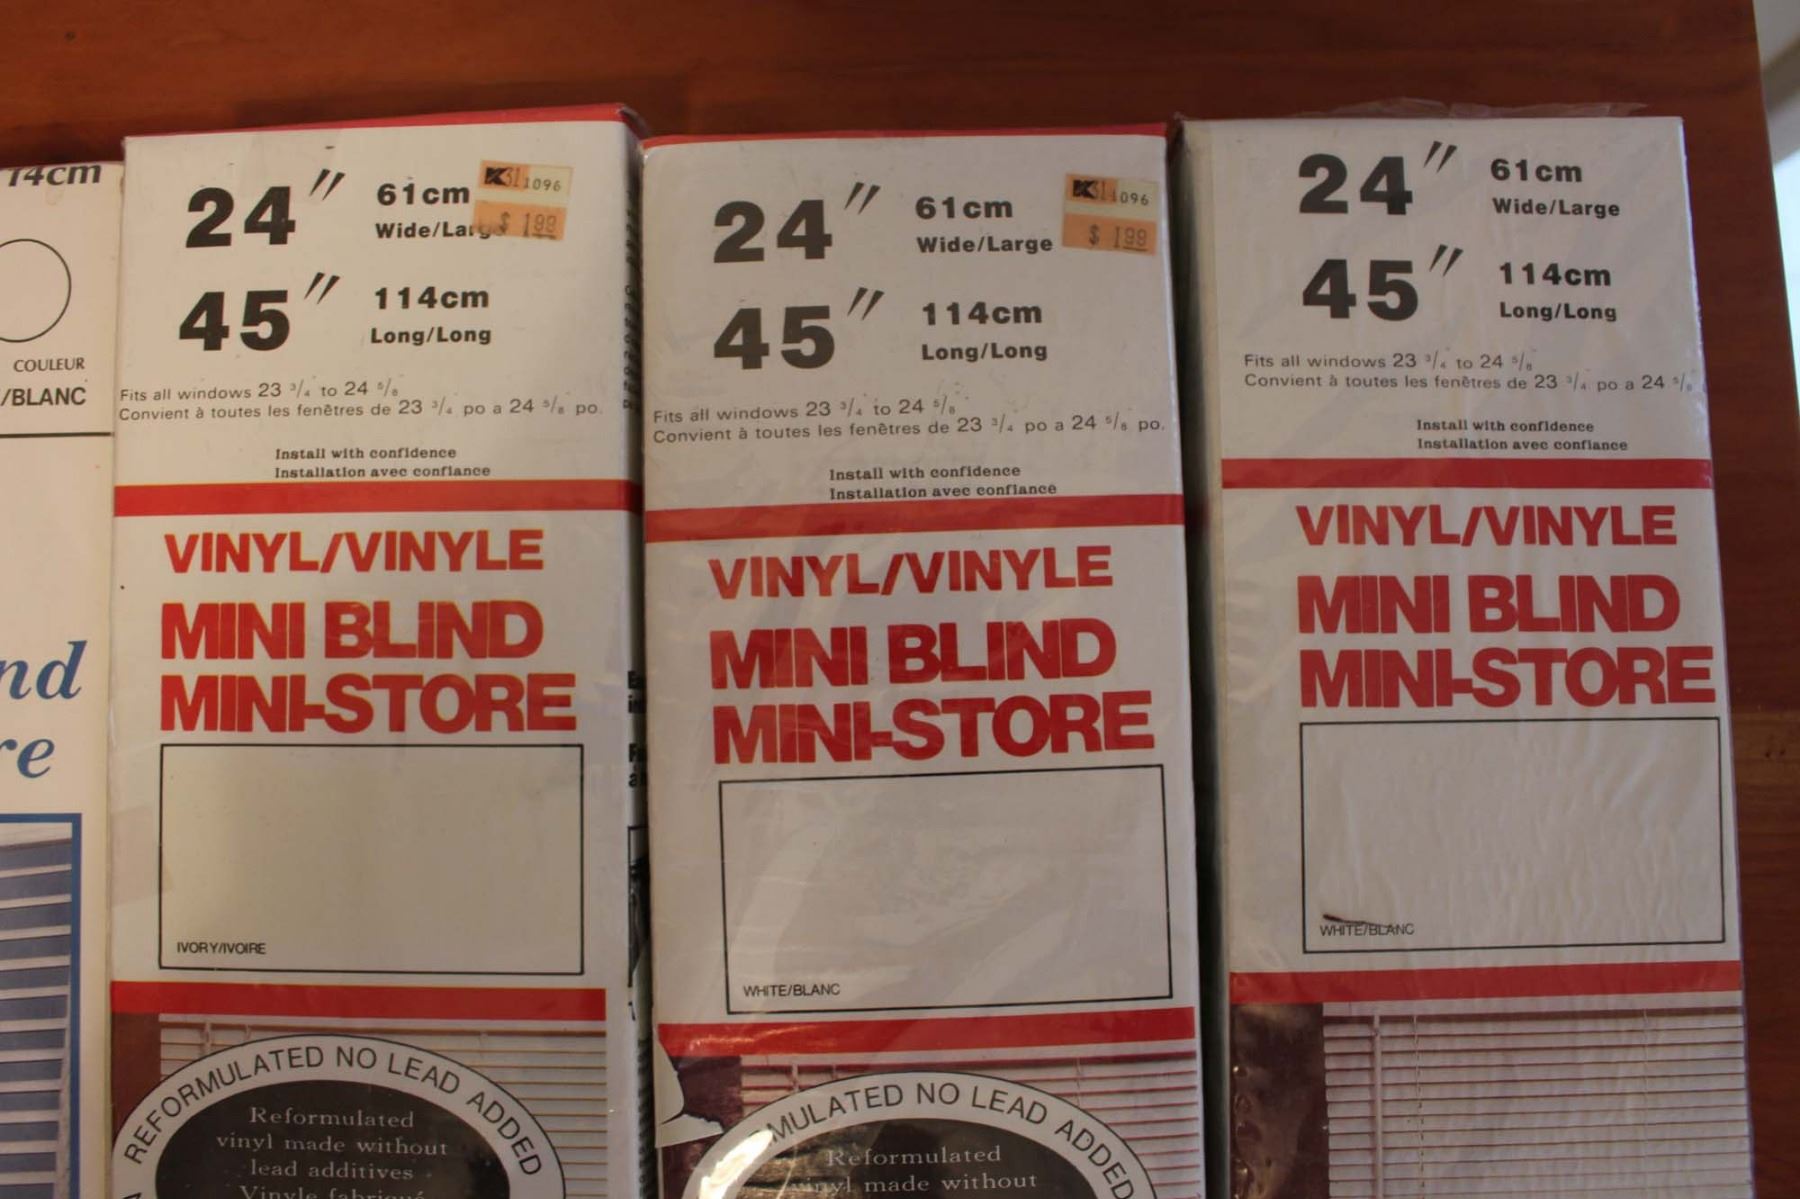 14cm
COULEUR
/BLANC
nd
re
24" 61cm
Wide/Large
K 31 1096
$ 1.99
45" 114cm
Long/Long
Fits all windows 23 3/4 to 24 5/8
Convient à toutes les fenêtres de 23 3/4 po a 24 5/8 po.
Install with confidence
Installation avec confiance
VINYL/VINYLE
MINI BLIND
MINI-STORE
IVORY/IVOIRE
REFORMULATED NO LEAD ADDED
Reformulated
vinyl made without
lead additives
Vinyle fabriqué
24" 61cm
Wide/Large
1096
$ 1.99
45" 114cm
Long/Long
Fits all windows 23 3/4 to 24 5/8
Convient à toutes les fenêtres de 23 3/4 po a 24 5/8 po.
Install with confidence
Installation avec confiance
VINYL/VINYLE
MINI BLIND
MINI-STORE
WHITE/BLANC
MULATED NO LEAD ADDED
Reformulated
vinyl made without
24" 61cm
Wide/Large
45" 114cm
Long/Long
Fits all windows 23 3/4 to 24 5/8
Convient à toutes les fenêtres de 23 3/4 po a 24 5/8
Install with confidence
Installation avec confiance
VINYL/VINYLE
MINI BLIND
MINI-STORE
WHITE/BLANC